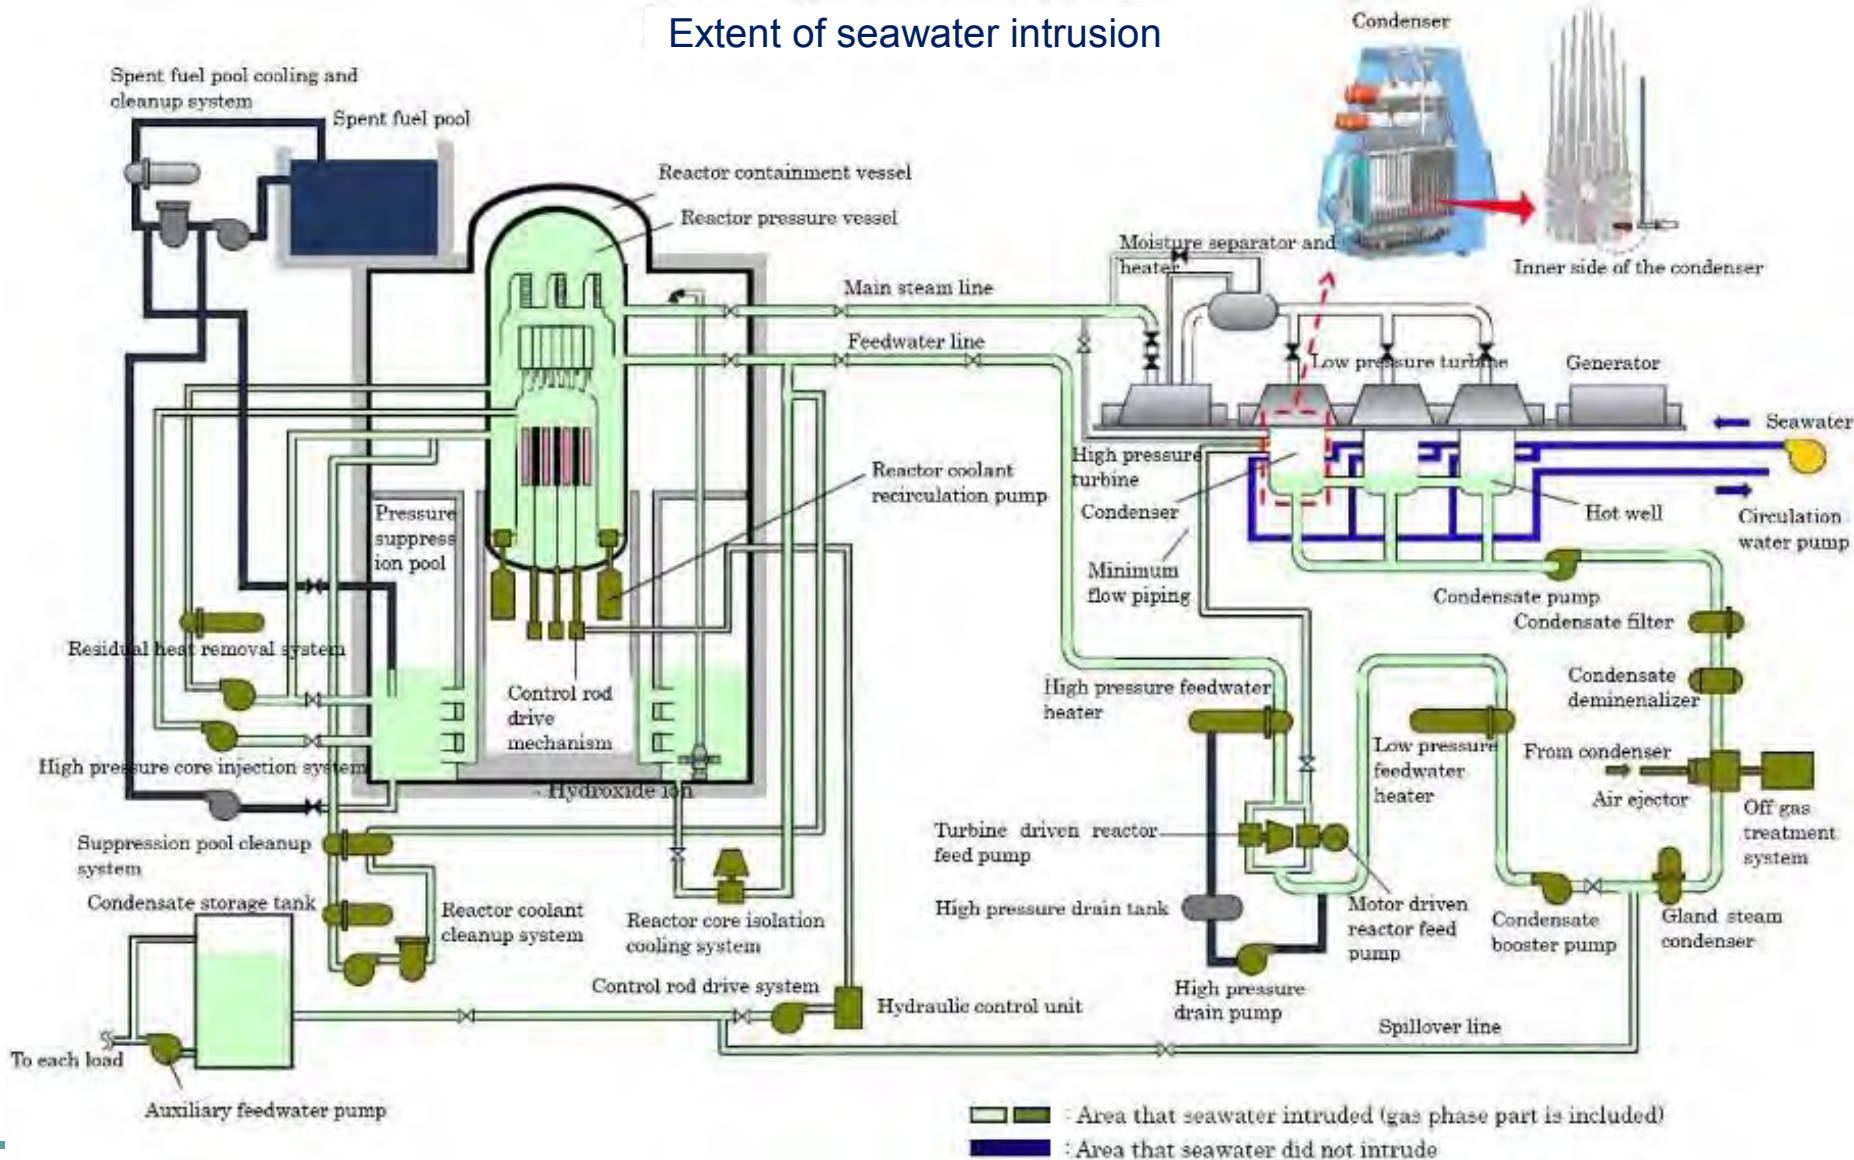 Extent of seawater intrusion
Condenser
Spent fuel pool cooling and
cleanup system
Spent fuel pool
Reactor containment vessel
Reactor pressure vessel
Moisture separator and
heater
Inner side of the condenser
Main steam line
Feedwater line
Low pressure turbine
Generator
Seawater
High pressure
turbine
Reactor coolant
recirculation pump
Condenser
Hot well
Circulation
water pump
Pressure
suppress
ion pool
Minimum
flow piping
Condensate pump
Condensate filter
Residual heat removal system
Condensate
deminenalizer
High pressure feedwater
heater
Control rod
drive
mechanism
Low pressure
feedwater
heater
From condenser
High pressure core injection system
- Hydroxide ion
Air ejector
Off gas
treatment
system
Turbine driven reactor
feed pump
Suppression pool cleanup
system
Condensate storage tank
Reactor coolant
cleanup system
Reactor core isolation
cooling system
High pressure drain tank
Motor driven
reactor feed
pump
Condensate
booster pump
Gland steam
condenser
Control rod drive system
Hydraulic control unit
High pressure
drain pump
Spillover line
To each load
Auxiliary feedwater pump
: Area that seawater intruded (gas phase part is included)
: Area that seawater did not intrude